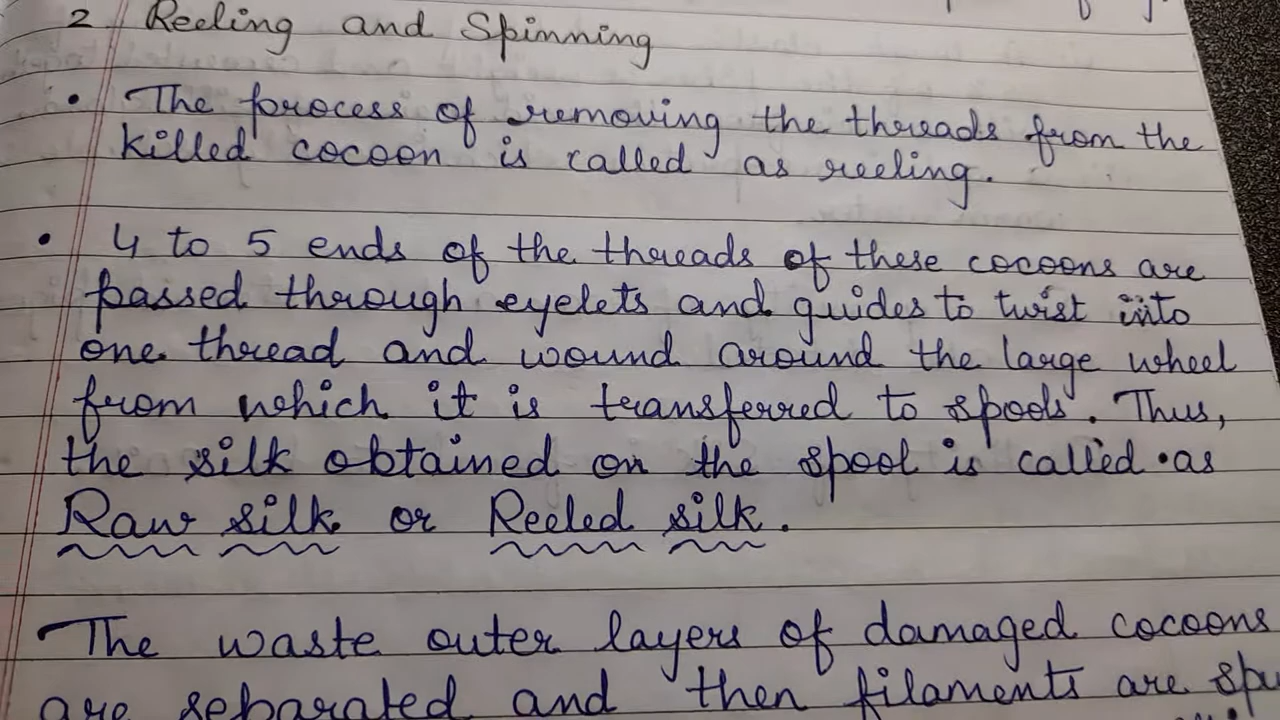 2 Reeling and Spinning
• The process of removing the threads from the
killed cocoon is called as reeling.
• 4 to 5 ends of the threads of these cocoons are
passed through eyelets and guides to twist into
one thread and wound around the large wheel
from which it is transferred to spools. Thus,
the silk obtained on the spool is called as
Raw silk or Reeled silk.
The waste outer layers of damaged cocoons
are separated and then filaments are spu